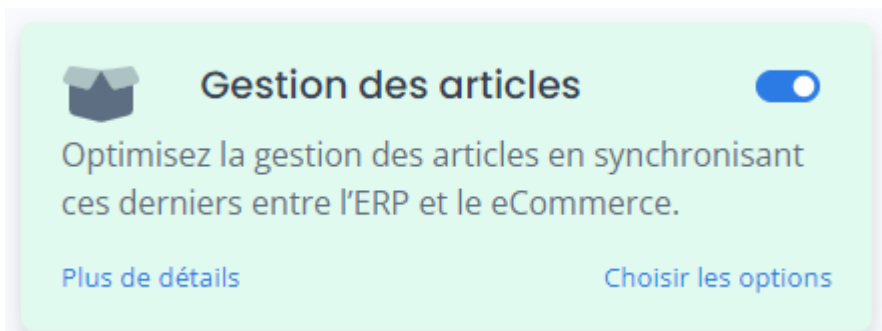 Gestion des articles
Optimisez la gestion des articles en synchronisant
ces derniers entre l’ERP et le eCommerce.
Plus de détails
Choisir les options